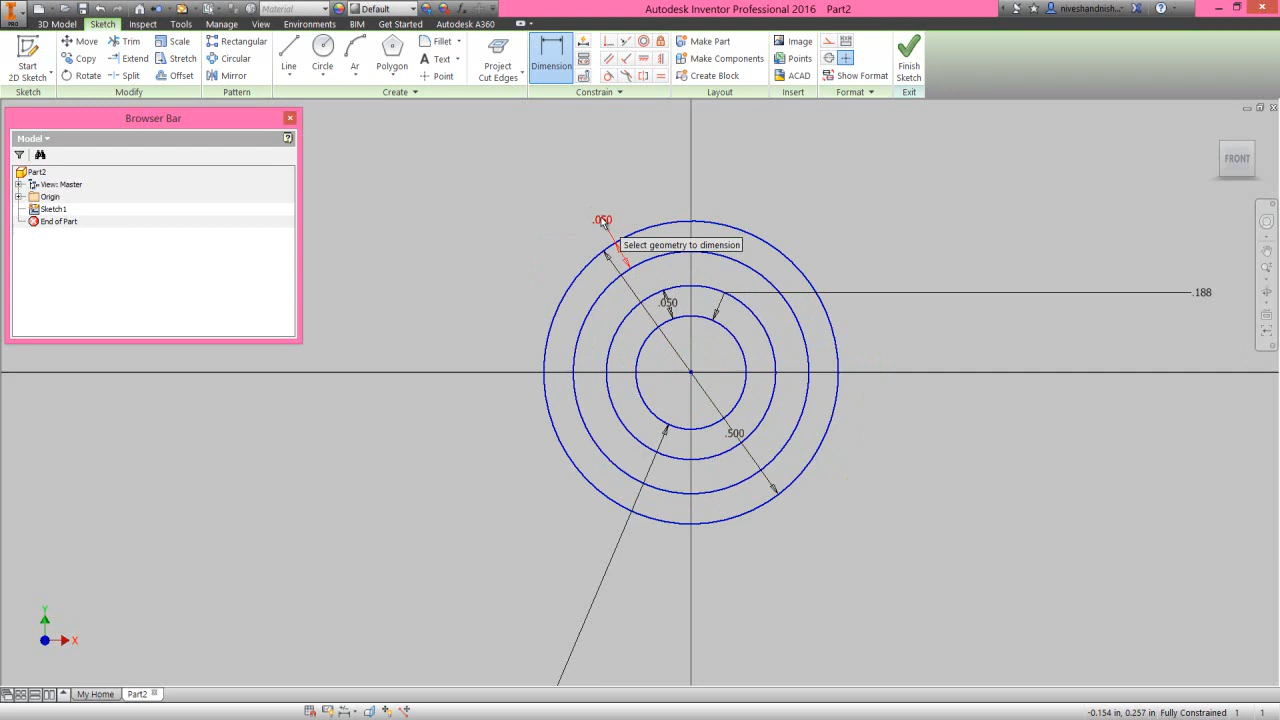 Material
Default
Autodesk Inventor Professional 2016 Part2
niveshandnish...
PRO
3D Model
Sketch
Inspect
Tools
Manage
View
Environments
BIM
Get Started
Autodesk A360
Start
2D Sketch
Move
Copy
Rotate
Trim
Extend
Split
Scale
Stretch
Offset
Rectangular
Circular
Mirror
Line
Circle
Arc
Polygon
Fillet
Text
Point
Project
Cut Edges
Dimension
Make Part
Make Components
Create Block
Image
Points
ACAD
Show Format
Finish
Sketch
Sketch
Modify
Pattern
Create
Constrain
Layout
Insert
Format
Exit
Browser Bar
Model
Part2
View: Master
Origin
Sketch1
End of Part
FRONT
.050
Select geometry to dimension
.188
.050
.500
Y
X
My Home
Part2
-0.154 in, 0.257 in Fully Constrained 1 1